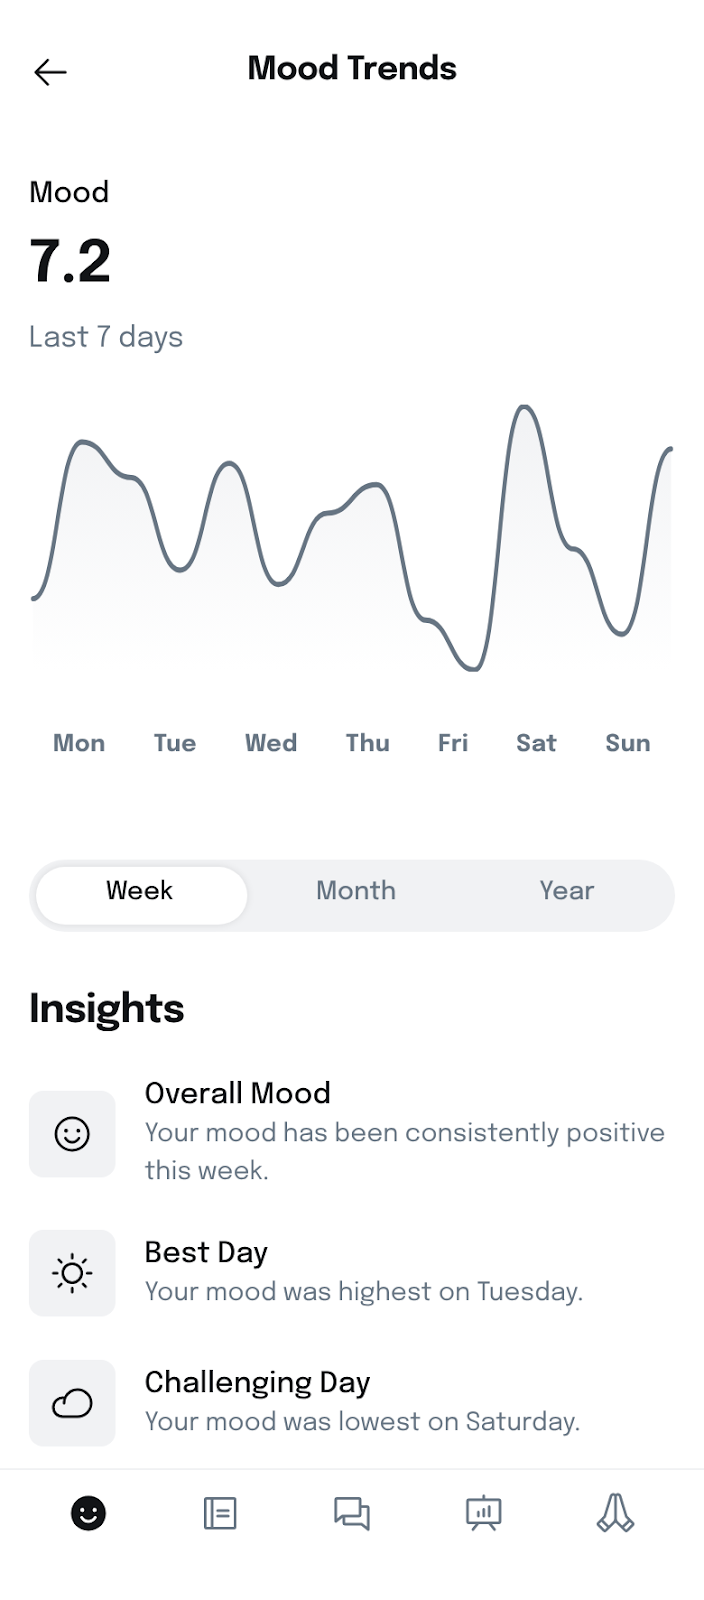 Mood Trends
Mood
7.2
Last 7 days
Mon Tue Wed Thu Fri Sat Sun
Week Month Year
Insights
Overall Mood
Your mood has been consistently positive
this week.
Best Day
Your mood was highest on Tuesday.
Challenging Day
Your mood was lowest on Saturday.